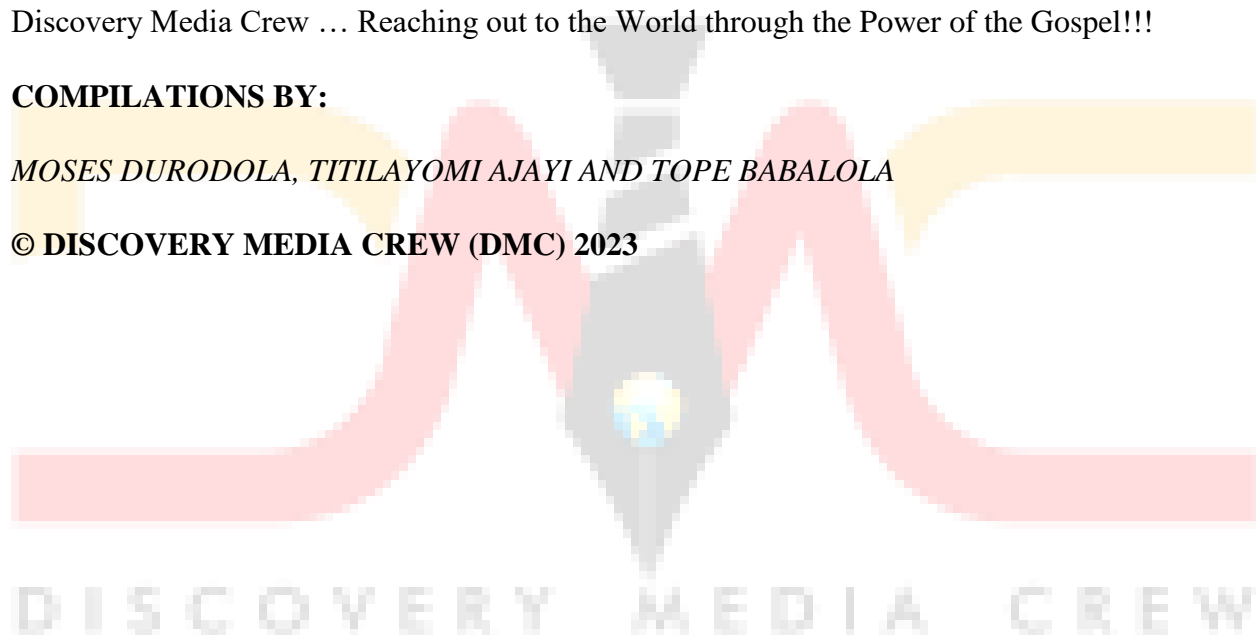 Discovery Media Crew … Reaching out to the World through the Power of the Gospel!!!
COMPILATIONS BY:
MOSES DURODOLA, TITILAYOMI AJAYI AND TOPE BABALOLA
© DISCOVERY MEDIA CREW (DMC) 2023
DISCOVERY MEDIA CREW